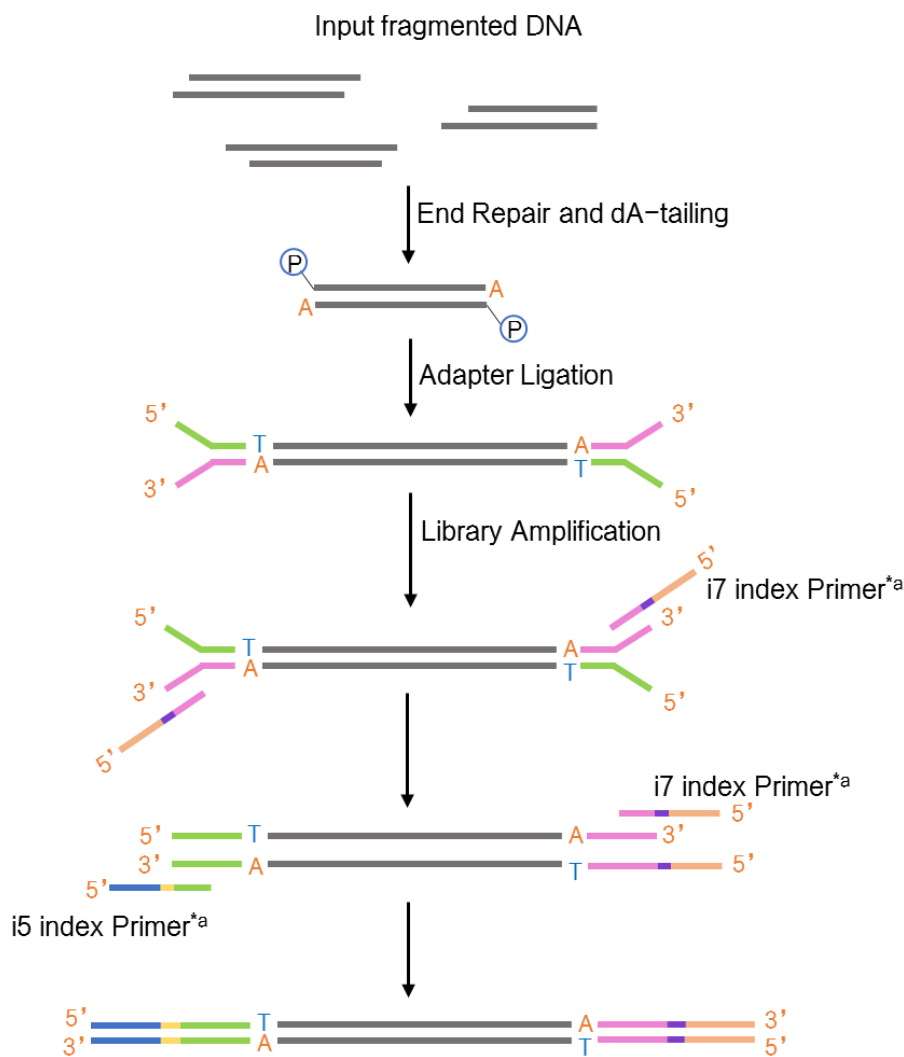 Input fragmented DNA
End Repair and dA-tailing
P
A
A
P
Adapter Ligation
5' 3'
T A
A T
3' 5'
Library Amplification
5'
i7 index Primer*a
5' 3'
T A
A T
3' 5'
5'
i7 index Primer*a
5'
5' T A 3'
3' A T 5'
5'
i5 index Primer*a
5' T A 3'
3' A T 5'